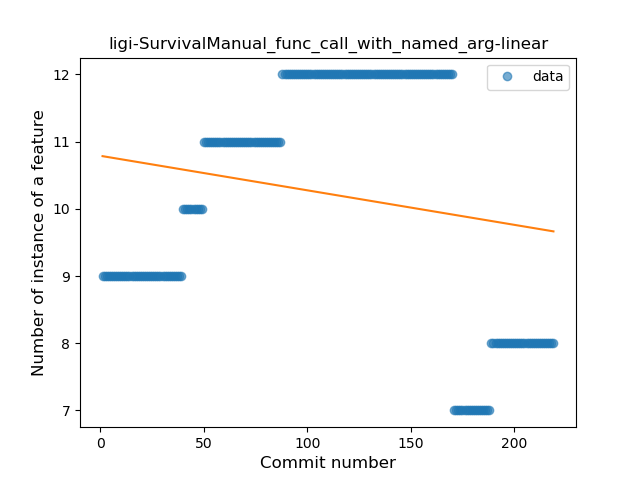 ligi-SurvivalManual_func_call_with_named_arg-linear
data
Number of instance of a feature
12
11
10
9
8
7
0
50
100
150
200
Commit number